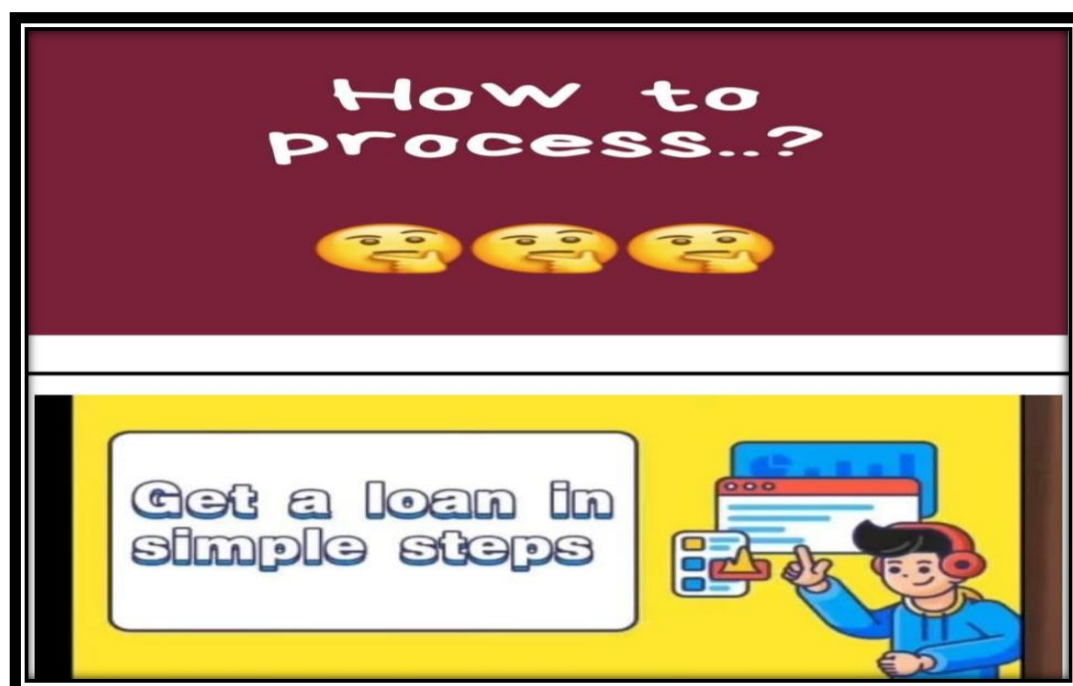 How to
process..?
🤔🤔🤔
Get a loan in
simple steps